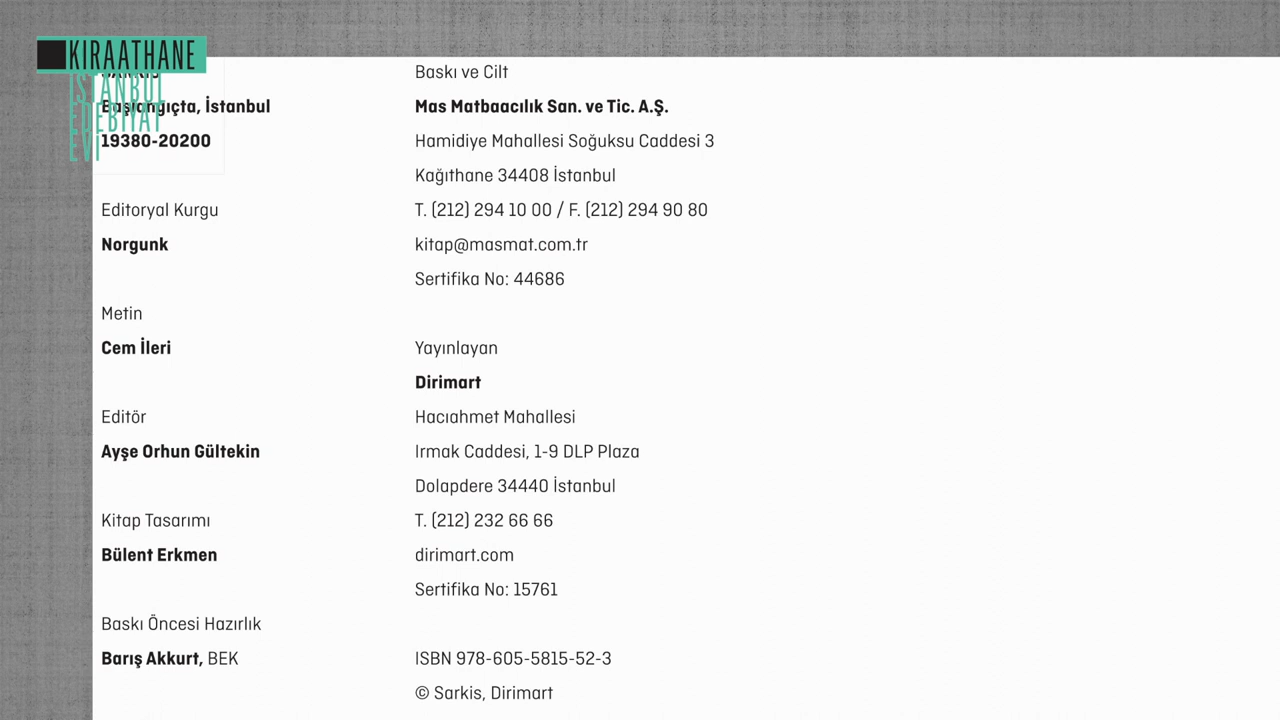 KIRAATHANE
İSTANBUL
EDEBİYAT
EVİ
Başlangıçta, İstanbul
19380-20200
Editoryal Kurgu
Norgunk
Metin
Cem İleri
Editör
Ayşe Orhun Gültekin
Kitap Tasarımı
Bülent Erkmen
Baskı Öncesi Hazırlık
Barış Akkurt, BEK
Baskı ve Cilt
Mas Matbaacılık San. ve Tic. A.Ş.
Hamidiye Mahallesi Soğuksu Caddesi 3
Kağıthane 34408 İstanbul
T. (212) 294 10 00 / F. (212) 294 90 80
kitap@masmat.com.tr
Sertifika No: 44686
Yayınlayan
Dirimart
Hacıahmet Mahallesi
Irmak Caddesi, 1-9 DLP Plaza
Dolapdere 34440 İstanbul
T. (212) 232 66 66
dirimart.com
Sertifika No: 15761
ISBN 978-605-5815-52-3
© Sarkis, Dirimart